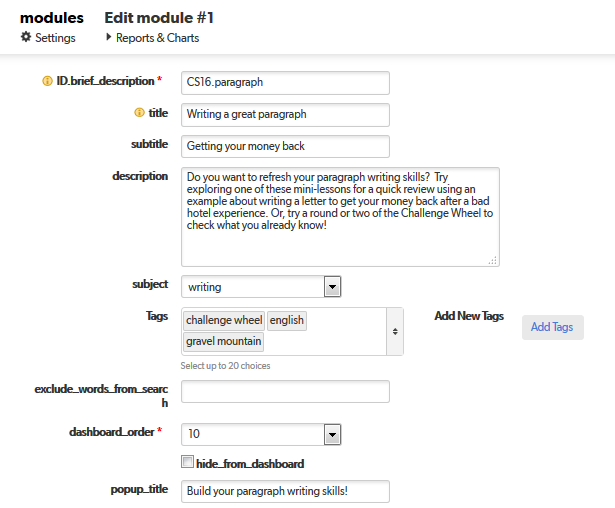 modules Edit module #1
Settings Reports & Charts
ID.brief_description * CS16.paragraph
title Writing a great paragraph
subtitle Getting your money back
description Do you want to refresh your paragraph writing skills? Try
exploring one of these mini-lessons for a quick review using an
example about writing a letter to get your money back after a bad
hotel experience. Or, try a round or two of the Challenge Wheel to
check what you already know!
subject writing
Tags challenge wheel english Add New Tags Add Tags
gravel mountain
Select up to 20 choices
exclude_words_from_searc
h
dashboard_order * 10
hide_from_dashboard
popup_title Build your paragraph writing skills!